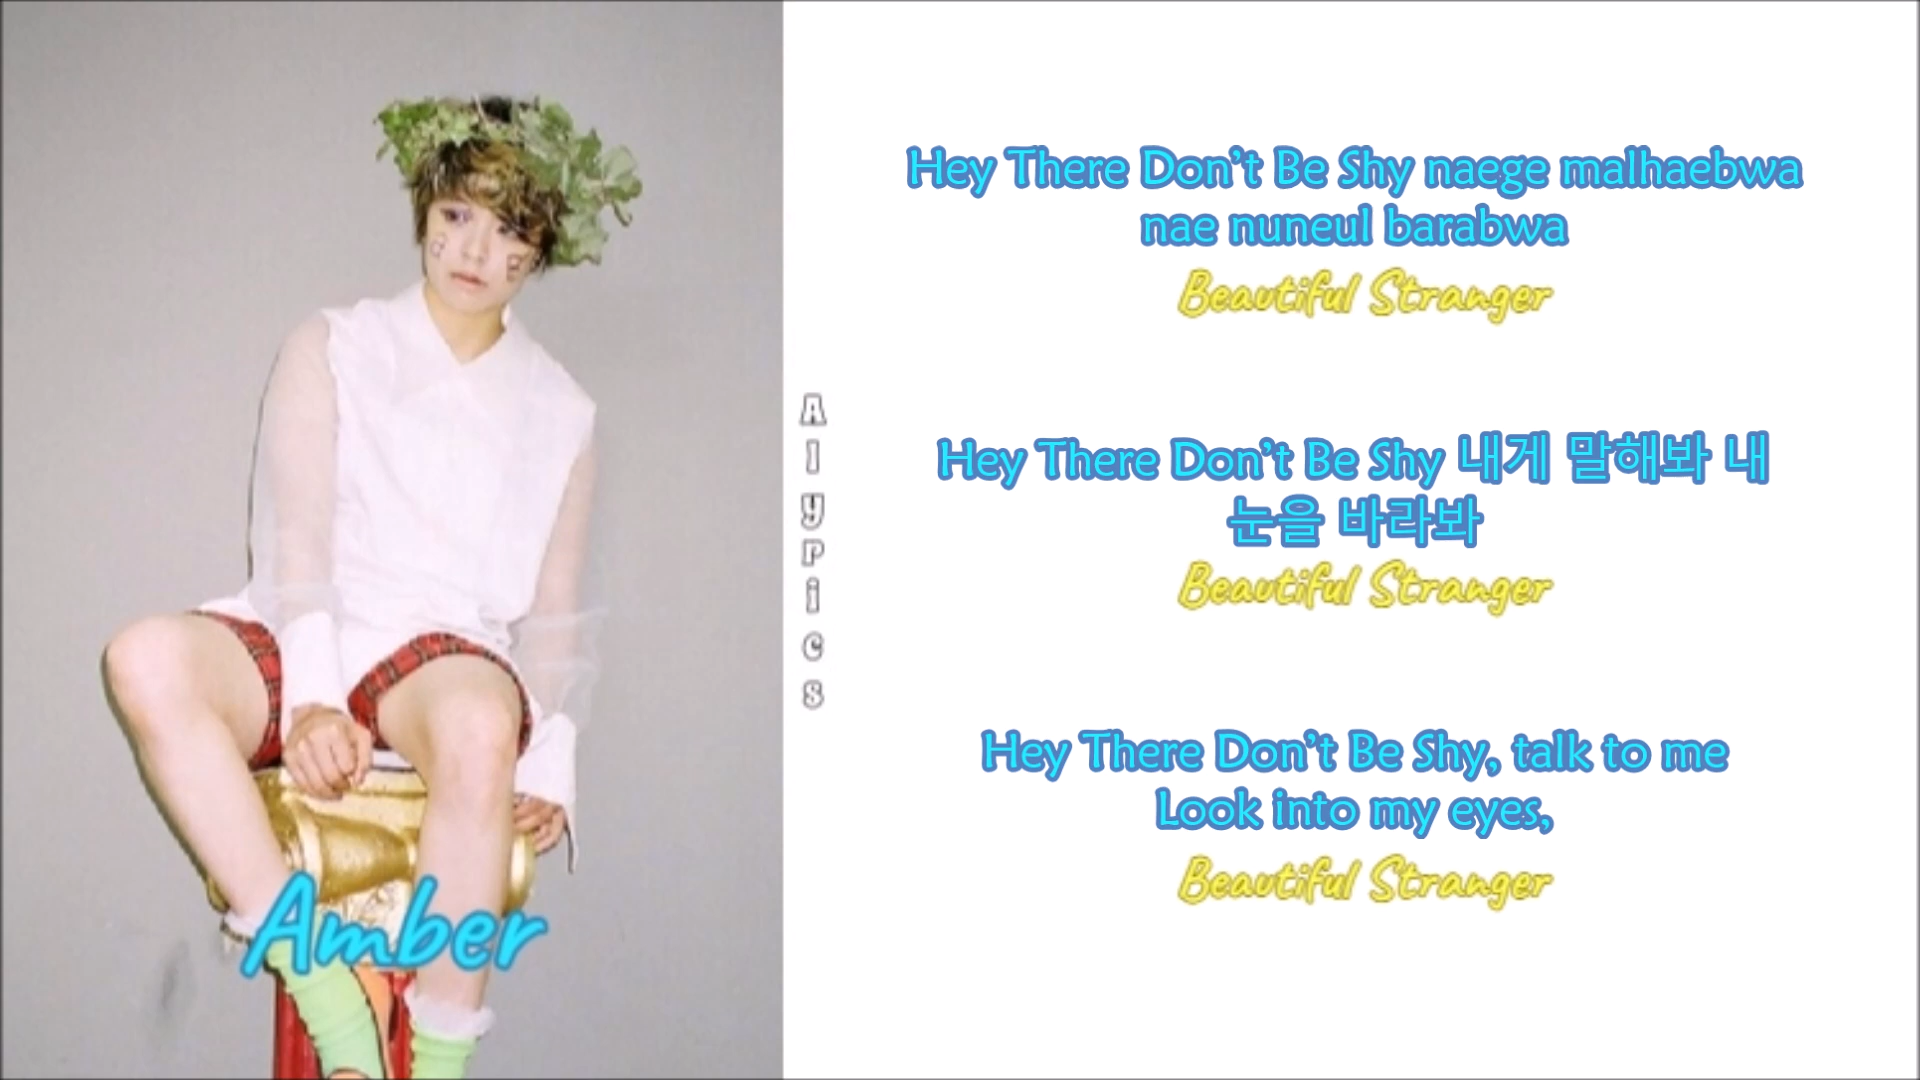 Hey There Don't Be Shy naege malhaebwa
nae nuneul barabwa
Beautiful Stranger
Hey There Don't Be Shy 내게 말해봐 내
눈을 바라봐
Beautiful Stranger
Hey There Don't Be Shy, talk to me
Look into my eyes,
Beautiful Stranger
Alypics
Amber